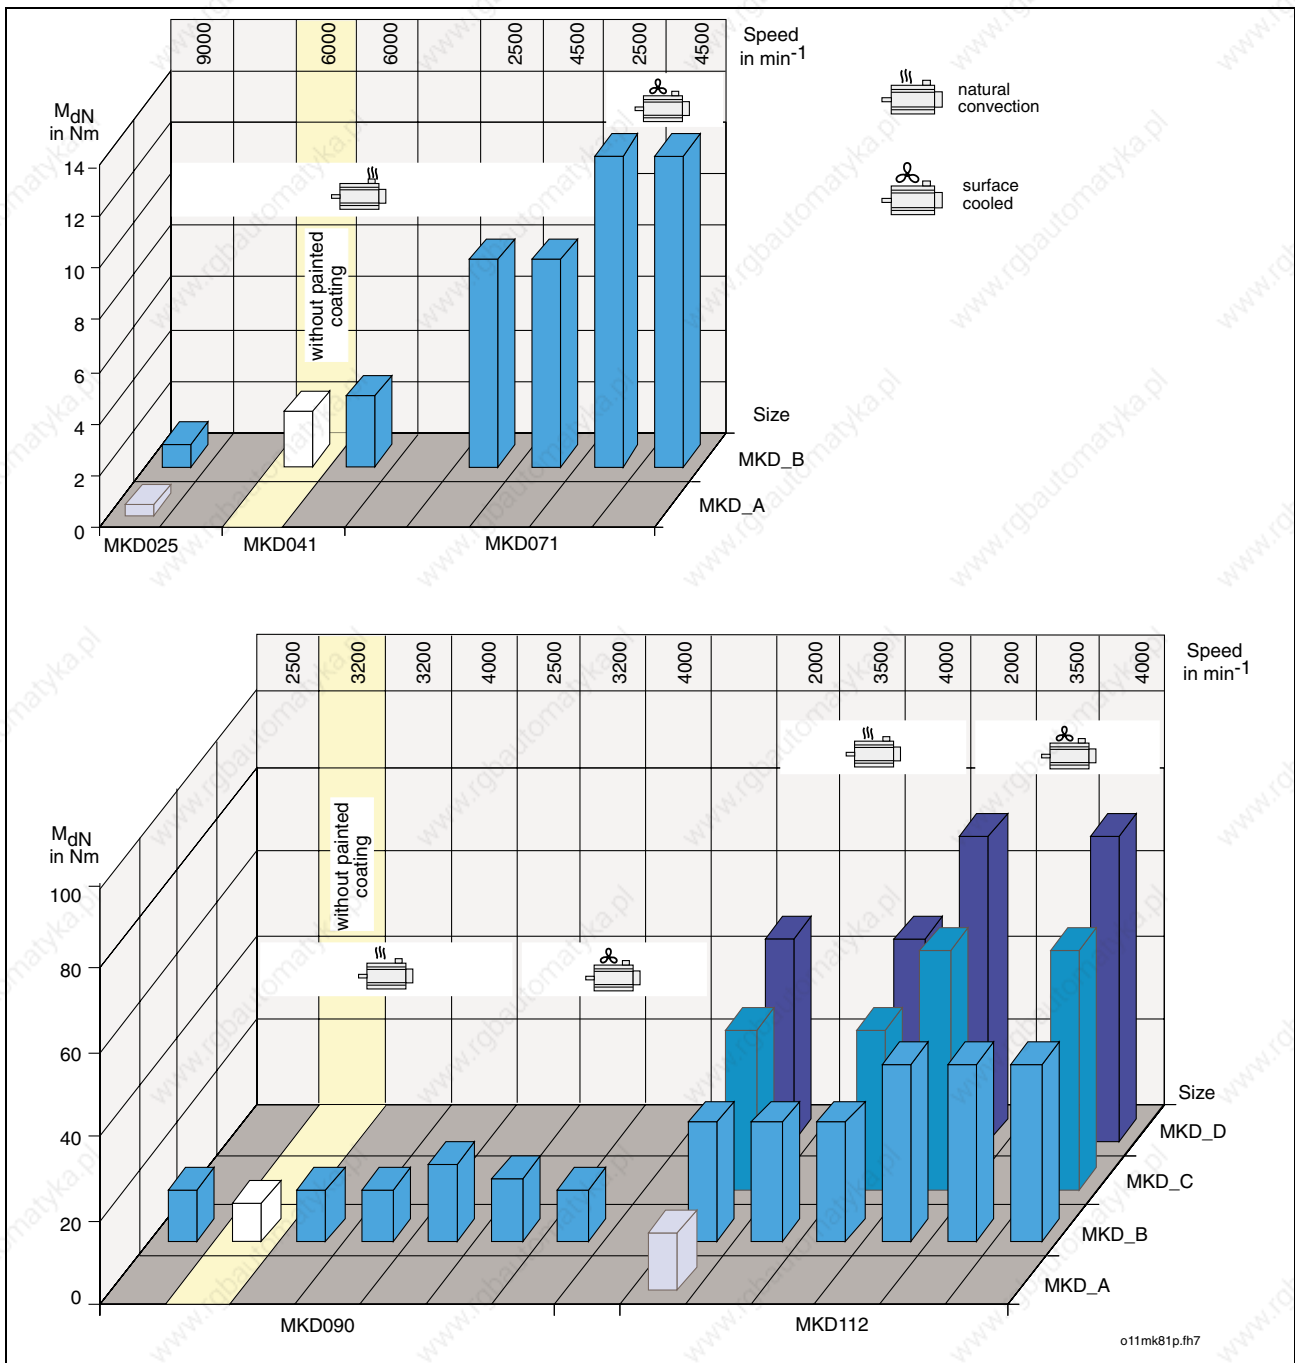 9000 6000 6000 2500 4500 2500 4500
Speed
in min-1
MdN
in Nm
natural
convection
surface
cooled
14
12
10
8
6
4
2
0
without painted
coating
Size
MKD_B
MKD_A
MKD025 MKD041 MKD071
2500 3200 3200 4000 2500 3200 4000 2000 3500 4000 2000 3500 4000
Speed
in min-1
MdN
in Nm
100
80
60
40
20
0
without painted
coating
Size
MKD_D
MKD_C
MKD_B
MKD_A
MKD090 MKD112
o11mk81p.fh7
www.rgbautomatyka.pl